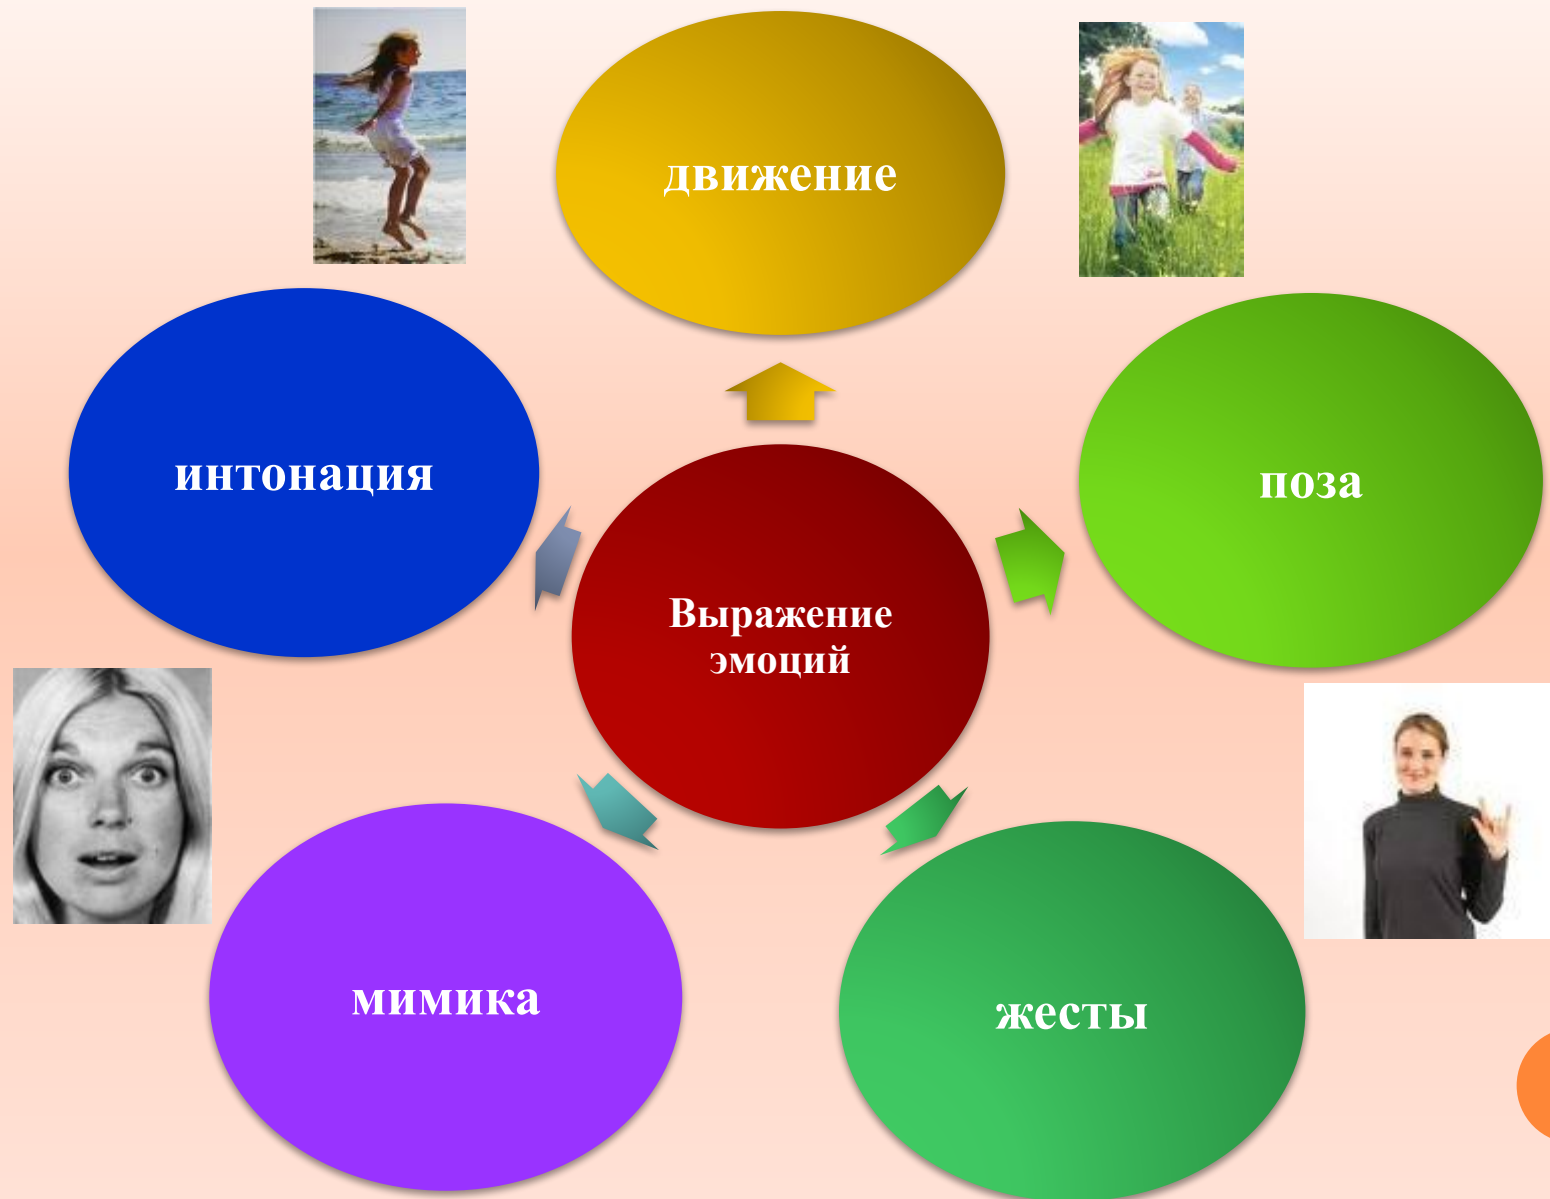 движение
интонация
поза
Выражение
эмоций
мимика
жесты